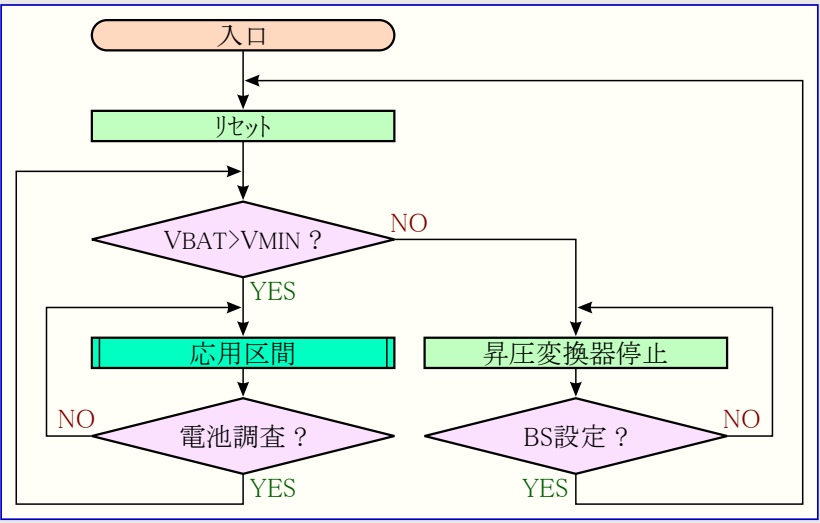 入口
リセット
VBAT>VMIN ?
NO
YES
応用区間
昇圧変換器停止
NO
電池調査 ?
BS設定 ?
NO
YES
YES